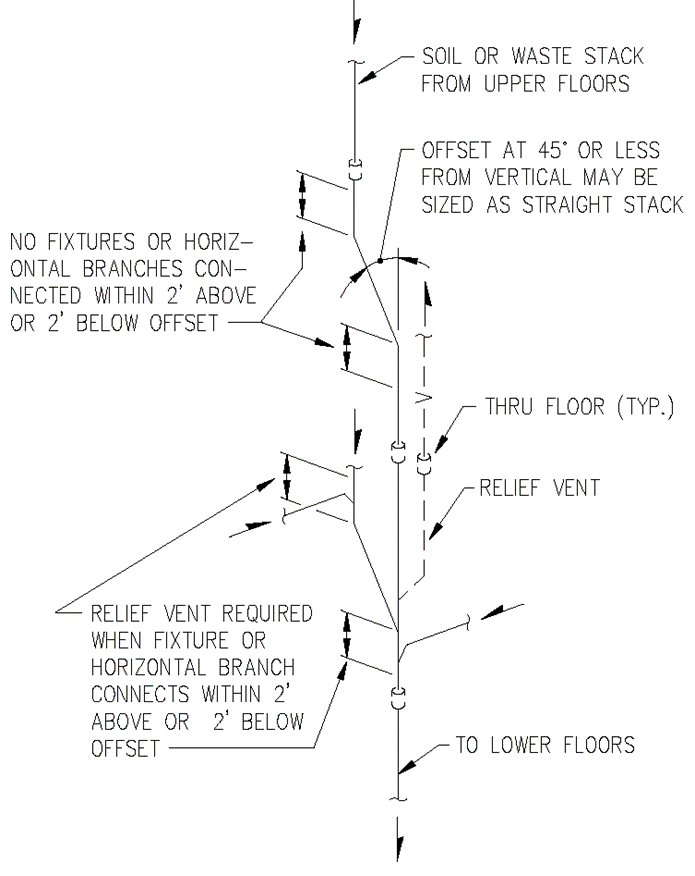 SOIL OR WASTE STACK
FROM UPPER FLOORS
OFFSET AT 45° OR LESS
FROM VERTICAL MAY BE
SIZED AS STRAIGHT STACK
NO FIXTURES OR HORIZ-
ONTAL BRANCHES CON-
NECTED WITHIN 2' ABOVE
OR 2' BELOW OFFSET
THRU FLOOR (TYP.)
RELIEF VENT
RELIEF VENT REQUIRED
WHEN FIXTURE OR
HORIZONTAL BRANCH
CONNECTS WITHIN 2'
ABOVE OR 2' BELOW
OFFSET
TO LOWER FLOORS